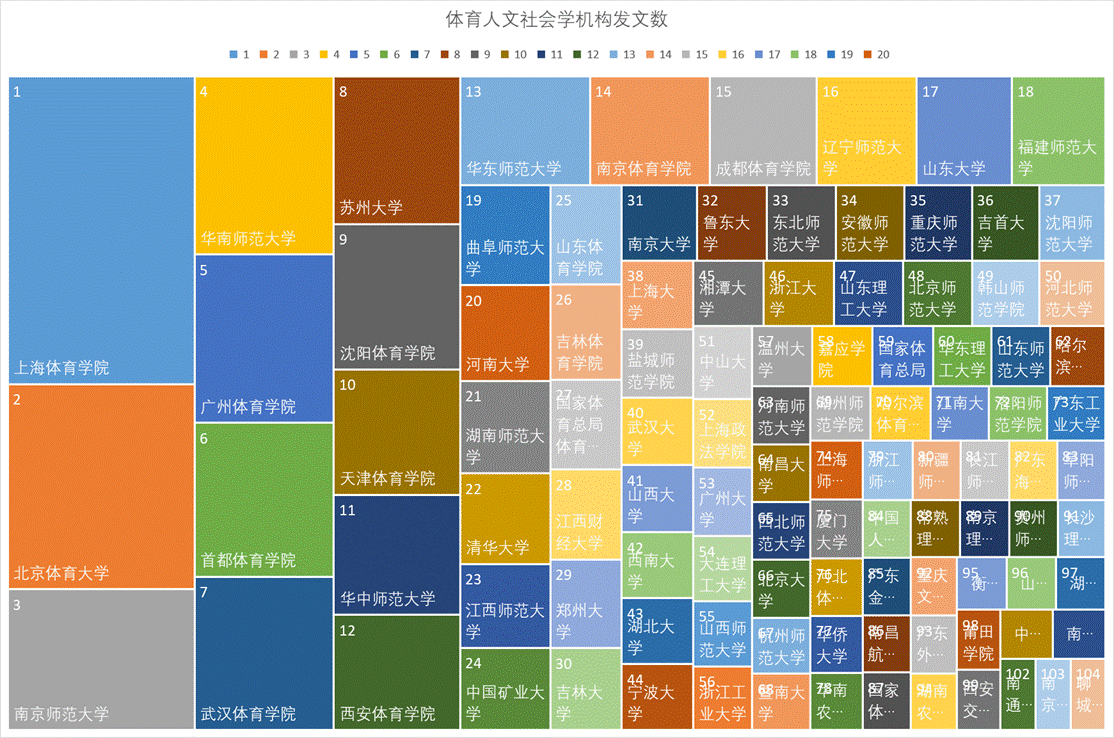 体育人文社会学机构发文数
1 2 3 4 5 6 7 8 9 10 11 12 13 14 15 16 17 18 19 20
1
上海体育学院
2
北京体育大学
3
南京师范大学
4
华南师范大学
5
广州体育学院
6
首都体育学院
7
武汉体育学院
8
苏州大学
9
沈阳体育学院
10
天津体育学院
11
华中师范大学
12
西安体育学院
13
华东师范大学
14
南京体育学院
15
成都体育学院
16
辽宁师范大
学
17
山东大学
18
福建师范大
学
19
曲阜师范大
学
20
河南大学
21
湖南师范大
学
22
清华大学
23
江西师范大
学
24
中国矿业大
学
25
山东体
育学院
26
吉林体
育学院
27
国家体
育总局
体育…
28
江西财
经大学
29
郑州大
学
30
吉林大
学
31
南京大学
32
鲁东大
学
33
东北师
范大学
34
安徽师
范大学
35
重庆师
范大学
36
吉首大
学
37
沈阳师
范大学
38
上海大
学
39
盐城师
范学院
40
武汉大
学
41
山西大
学
42
西南大
学
43
湖北大
学
44
宁波大
学
45
湘潭大
学
46
浙江大
学
47
山东理
工大学
48
北京师
范大学
49
韩山师
范学院
50
河北师
范大学
51
中山大
学
52
上海政
法学院
53
广州大
学
54
大连理
工大学
55
山西师
范大学
56
浙江工
业大学
57
温州大
学
58
嘉应学
院
59
国家体
育总局
60
华东理
工大学
61
山东师
范大学
62
哈尔
滨…
63
河南师
范大学
64
南昌大
学
65
西北师
范大学
66
北京大
学
67
杭州师
范大学
68
暨南大
学
69
湖州师
范学院
70
哈尔滨
体育…
71
江南大
学
72
洛阳师
范学院
73
广东工
业大学
74
上海
师…
75
厦门
大学
76
河北
体…
77
华侨
大学
78
华南
农…
79
浙江
师…
80
新疆
师…
81
长江
师…
82
广东
海…
83
阜阳
师…
84
中国
人…
85
广东
金…
86
南昌
航…
87
国家
体…
88
常熟
理…
89
南京
理…
90
贵州
师…
91
长沙
理…
92
重庆
文…
93
广东
外…
94
湖南
农…
95
衡…
96
山…
97
湖…
98
莆田
学院
99
西安
交…
中…
南…
102
南
通…
103
南
京…
104
聊
城…